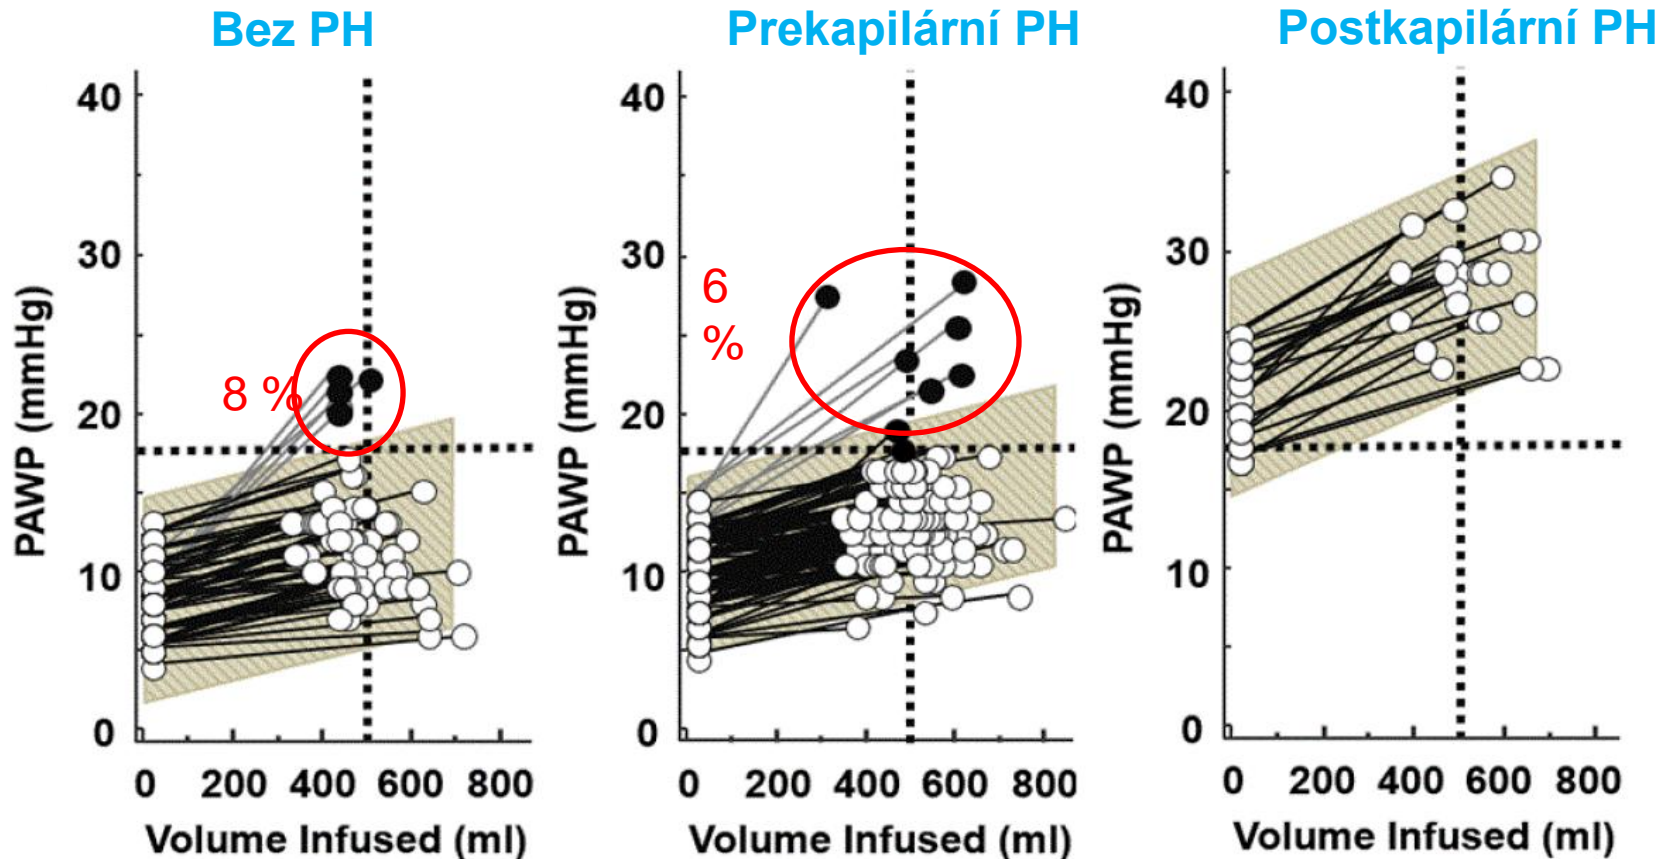 Bez PH
Prekapilární PH
Postkapilární PH
40
30
20
10
0
PAWP (mmHg)
8 %
0 200 400 600 800
Volume Infused (ml)
40
30
20
10
0
PAWP (mmHg)
6
%
0 200 400 600 800
Volume Infused (ml)
40
30
20
10
0
PAWP (mmHg)
0 200 400 600 800
Volume Infused (ml)